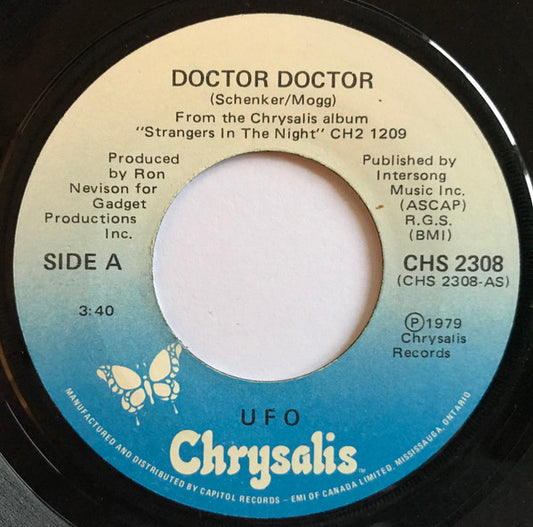 DOCTOR DOCTOR
(Schenker/Mogg)
From the Chrysalis album
"Strangers In The Night" CH2 1209
Produced
by Ron
Nevison for
Gadget
Productions
Inc.
Published by
Intersong
Music Inc.
(ASCAP)
R.G.S.
(BMI)
SIDE A
CHS 2308
(CHS 2308-AS)
3:40
Ⓟ1979
Chrysalis
Records
UFO
Chrysalis™
MANUFACTURED AND DISTRIBUTED BY CAPITOL RECORDS – EMI OF CANADA LIMITED, MISSISSAUGA, ONTARIO